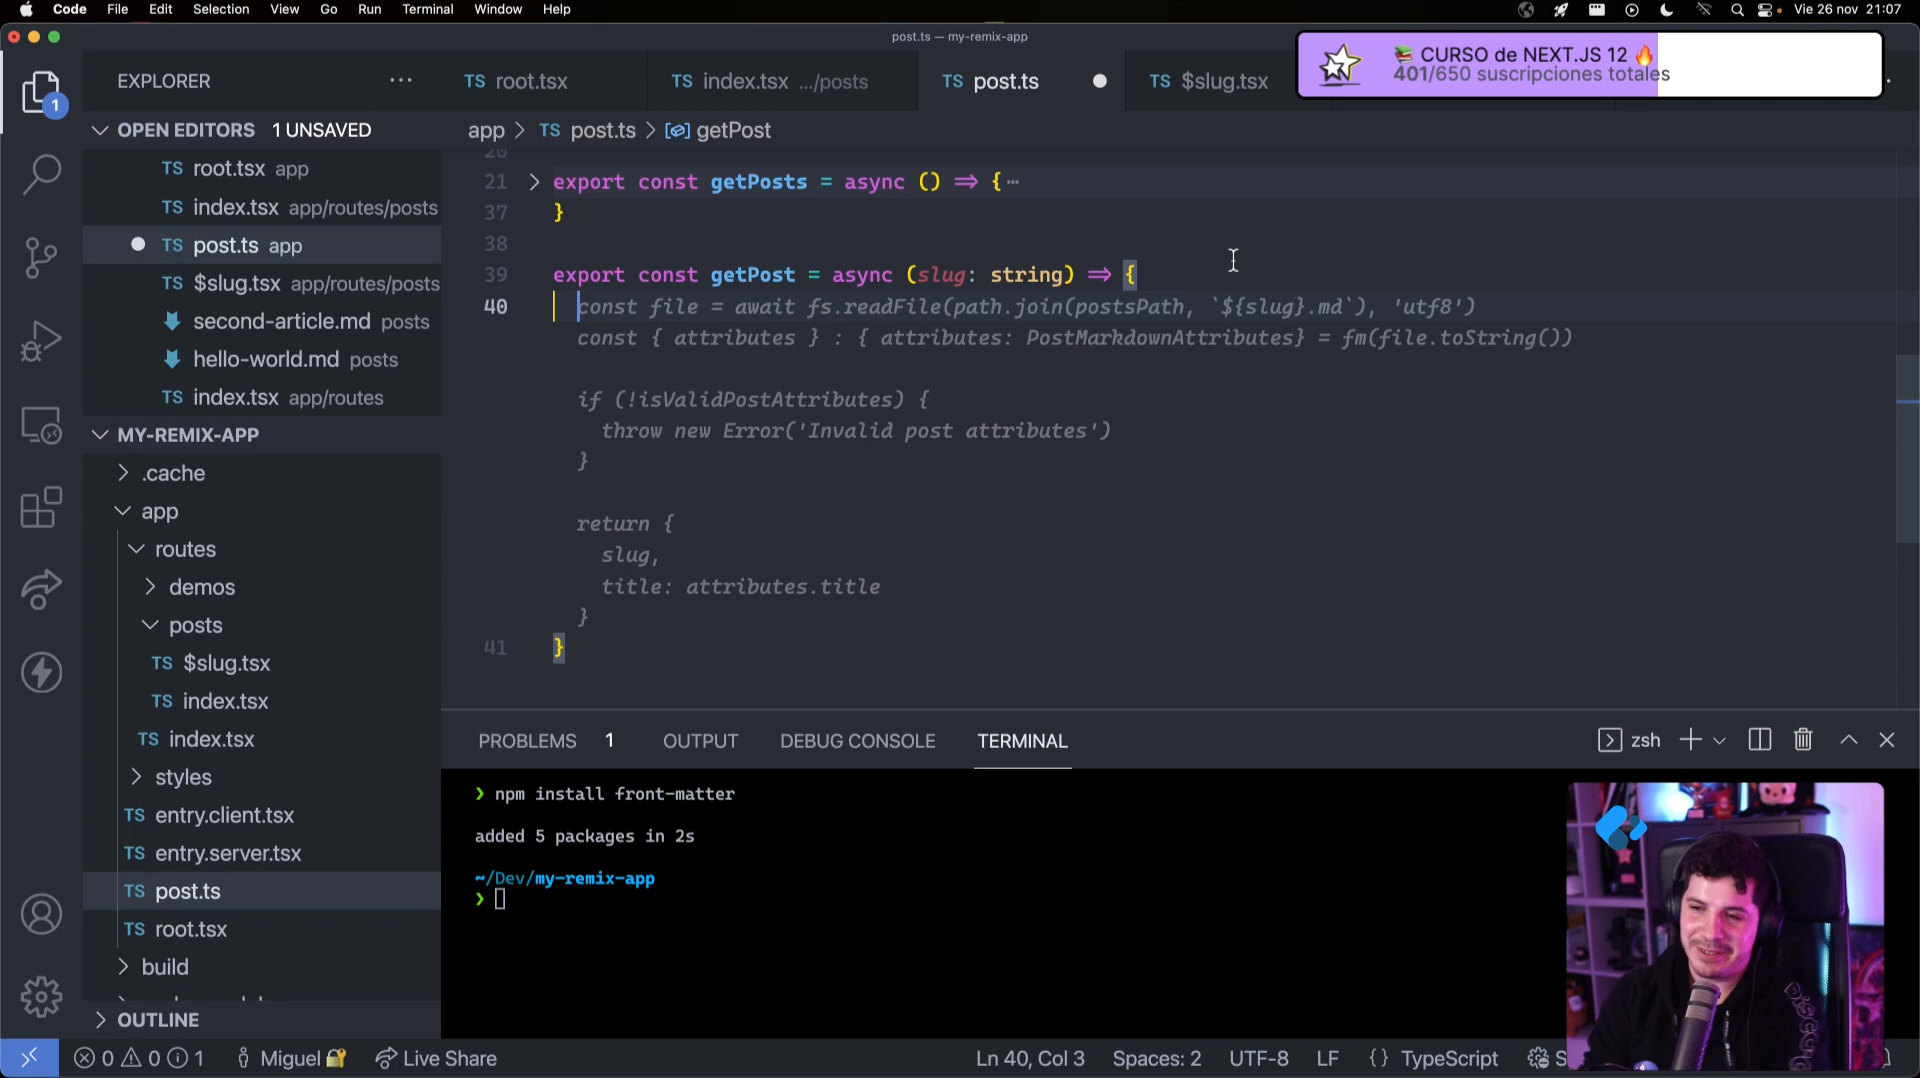 Code File Edit Selection View Go Run Terminal Window Help Vie 26 nov 21:07
post.ts — my-remix-app
📚 CURSO de NEXT.JS 12 🔥
401/650 suscripciones totales
EXPLORER ···
TS root.tsx TS index.tsx .../posts TS post.ts ● TS $slug.tsx
OPEN EDITORS 1 UNSAVED
TS root.tsx app
TS index.tsx app/routes/posts
TS post.ts app
TS $slug.tsx app/routes/posts
second-article.md posts
hello-world.md posts
TS index.tsx app/routes
MY-REMIX-APP
.cache
app
routes
demos
posts
TS $slug.tsx
TS index.tsx
TS index.tsx
styles
TS entry.client.tsx
TS entry.server.tsx
TS post.ts
TS root.tsx
build
OUTLINE
1
app > TS post.ts > getPost
20
21 export const getPosts = async () => { ···
37 }
38
39 export const getPost = async (slug: string) => {
40 const file = await fs.readFile(path.join(postsPath, `${slug}.md`), 'utf8')
const { attributes } : { attributes: PostMarkdownAttributes} = fm(file.toString())
if (!isValidPostAttributes) {
throw new Error('Invalid post attributes')
}
return {
slug,
title: attributes.title
}
41 }
PROBLEMS 1 OUTPUT DEBUG CONSOLE TERMINAL zsh
❯ npm install front-matter
added 5 packages in 2s
~/Dev/my-remix-app
❯
0 0 1 Miguel 🔐 Live Share Ln 40, Col 3 Spaces: 2 UTF-8 LF {} TypeScript